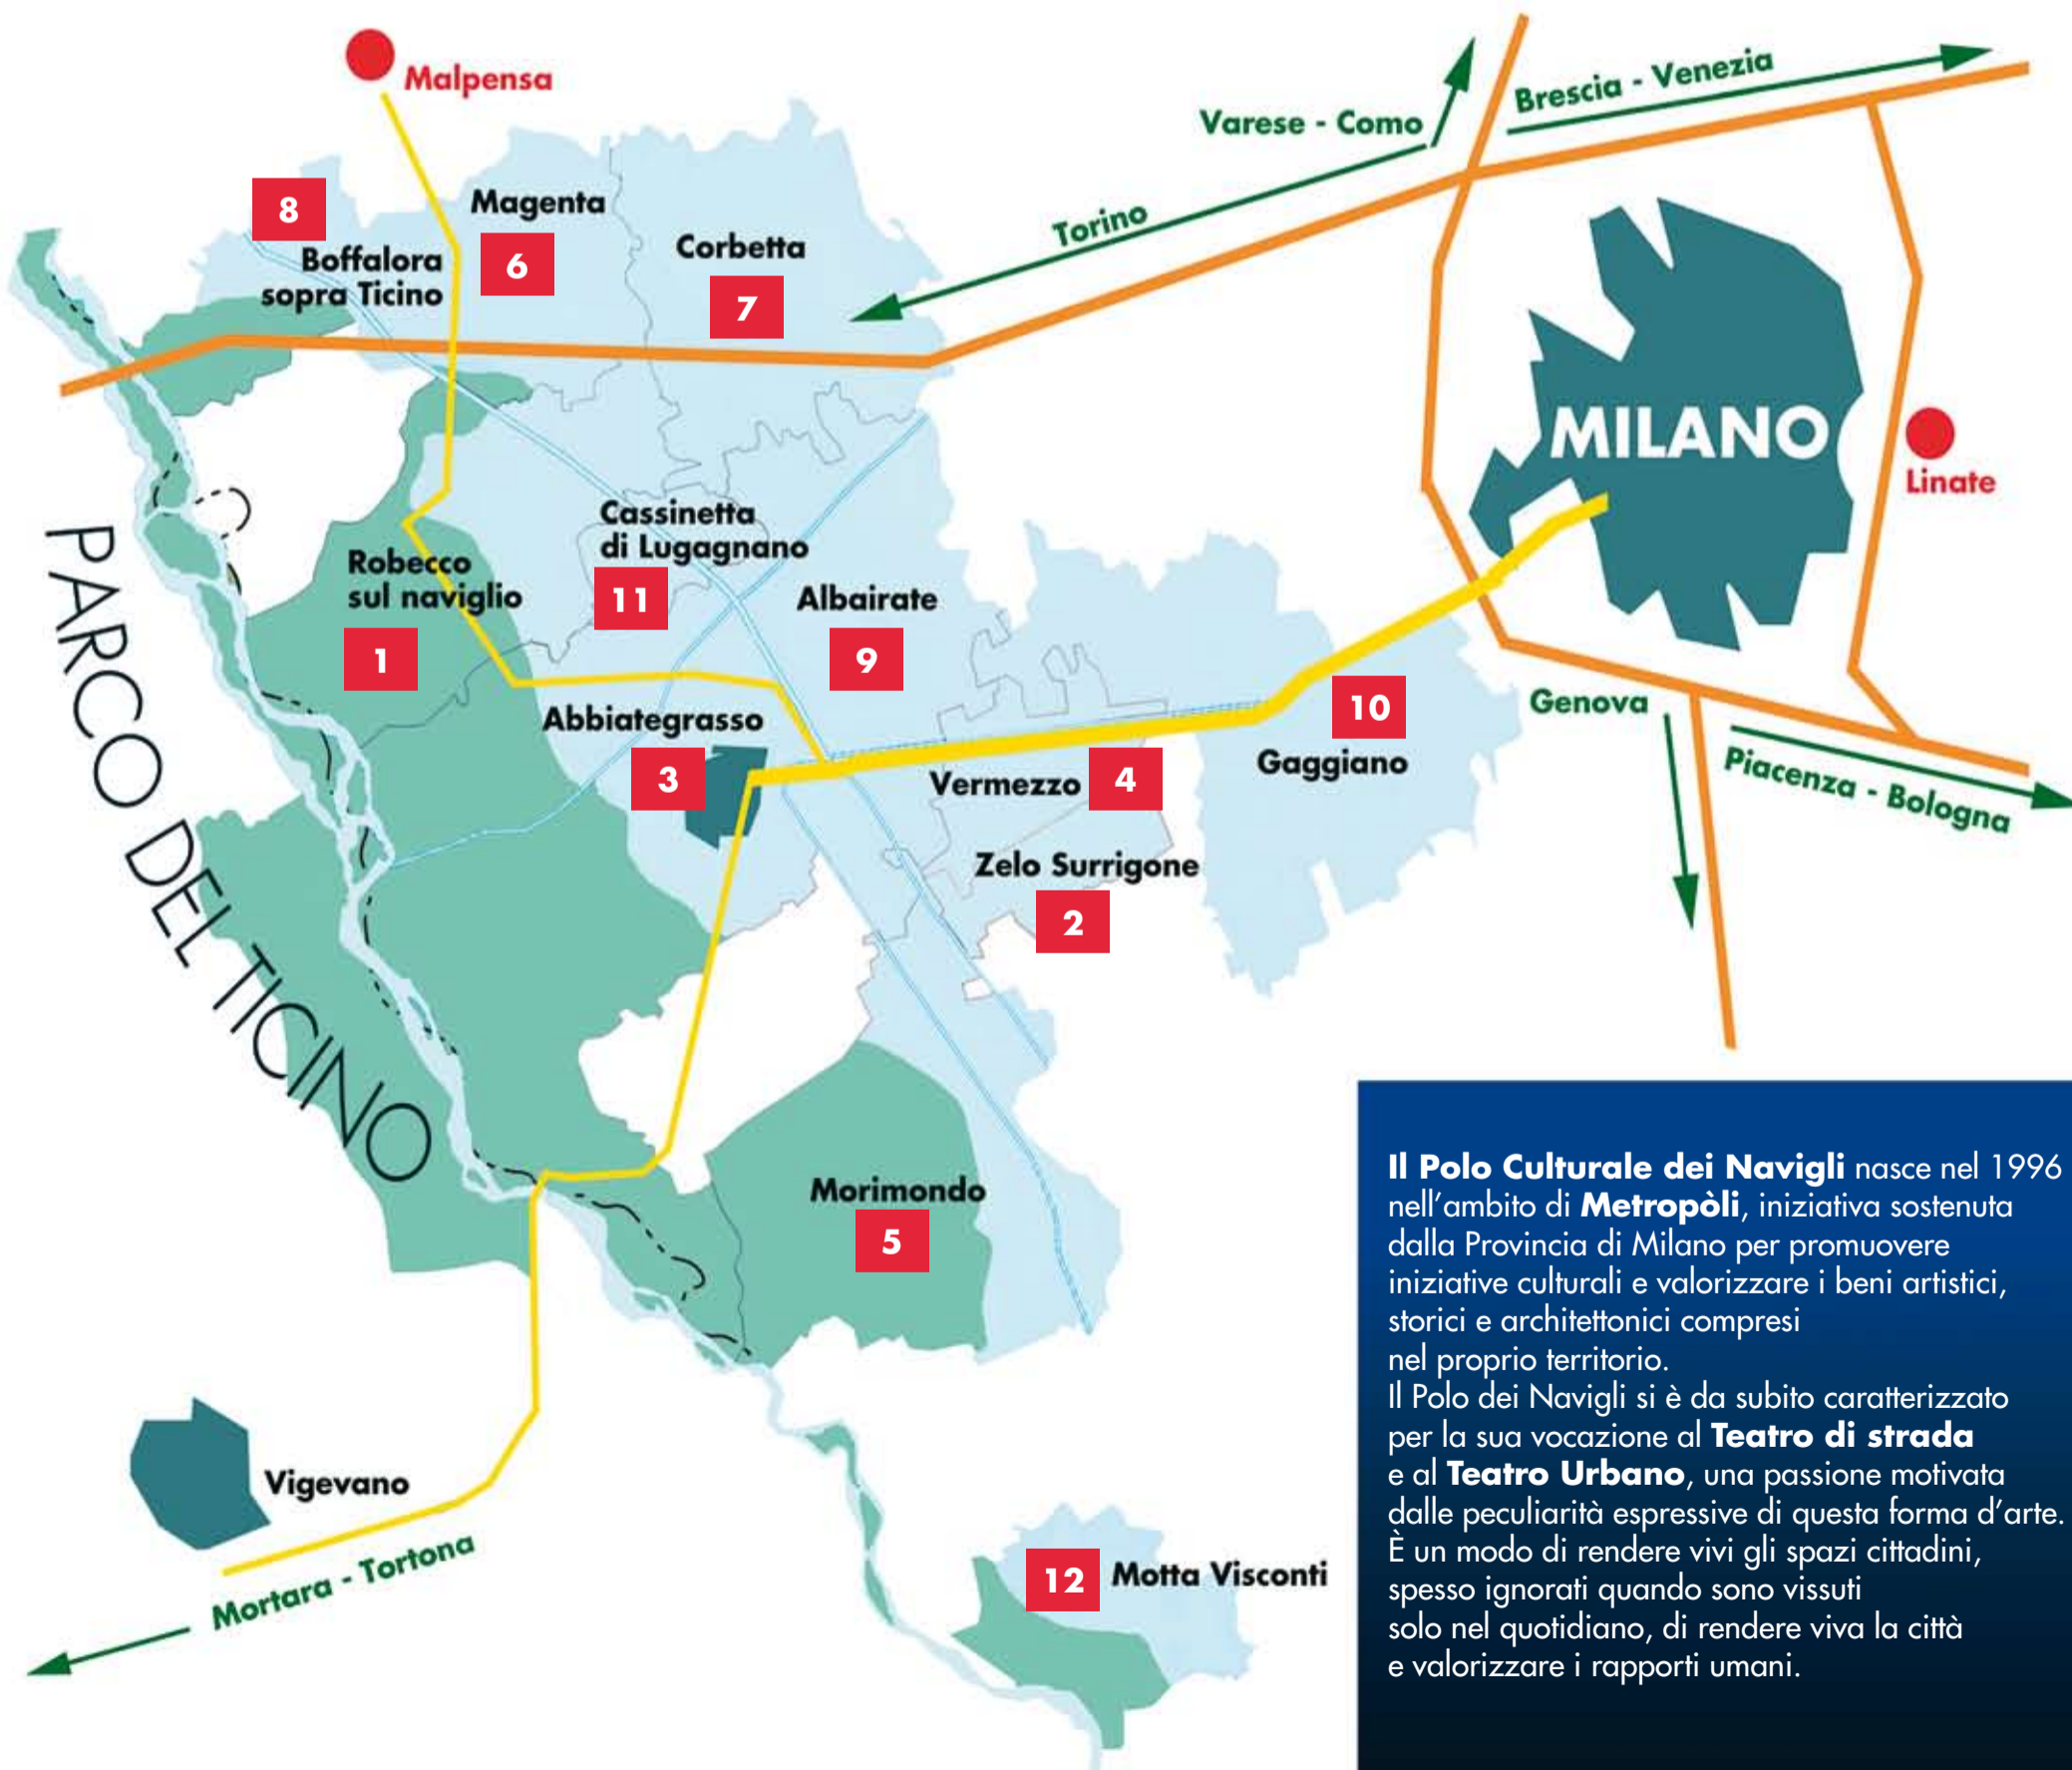 Malpensa
Varese - Como
Brescia - Venezia
Torino
8
Boffalora
sopra Ticino
Magenta
6
Corbetta
7
MILANO
Linate
PARCO DEL TICINO
Robecco
sul naviglio
1
Cassinetta
di Lugagnano
11
Albairate
9
Abbiategrasso
3
Vermezzo
4
10
Gaggiano
Genova
Piacenza - Bologna
Zelo Surrigone
2
Morimondo
5
Vigevano
Mortara - Tortona
12
Motta Visconti
Il Polo Culturale dei Navigli nasce nel 1996
nell'ambito di Metropòli, iniziativa sostenuta
dalla Provincia di Milano per promuovere
iniziative culturali e valorizzare i beni artistici,
storici e architettonici compresi
nel proprio territorio.
Il Polo dei Navigli si è da subito caratterizzato
per la sua vocazione al Teatro di strada
e al Teatro Urbano, una passione motivata
dalle peculiarità espressive di questa forma d'arte.
È un modo di rendere vivi gli spazi cittadini,
spesso ignorati quando sono vissuti
solo nel quotidiano, di rendere viva la città
e valorizzare i rapporti umani.